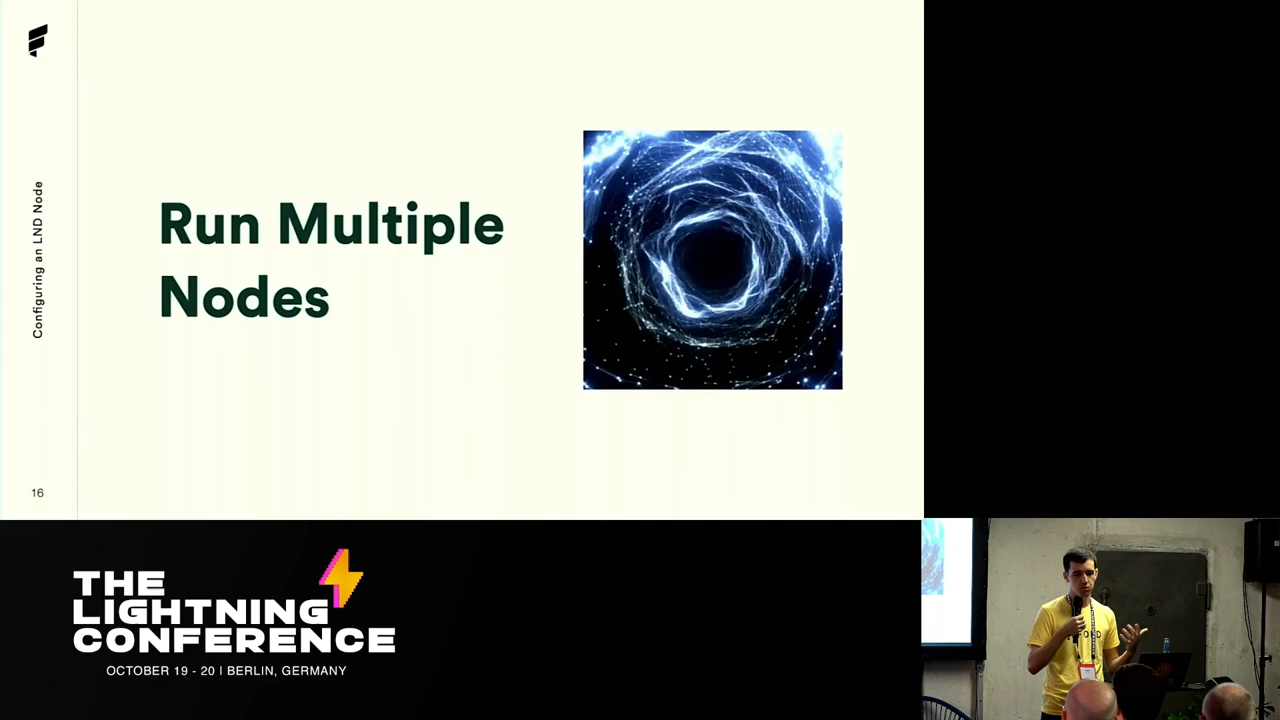 Configuring an LND Node
Run Multiple
Nodes
16
THE
LIGHTNING
CONFERENCE
OCTOBER 19 - 20 | BERLIN, GERMANY